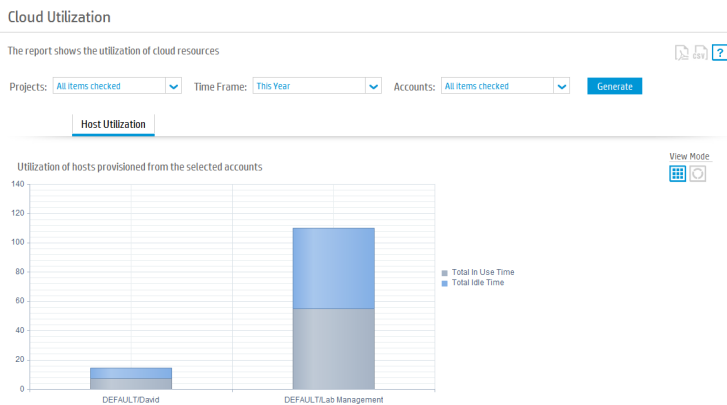 Cloud Utilization
The report shows the utilization of cloud resources
CSV
?
Projects: All items checked Time Frame: This Year Accounts: All items checked Generate
Host Utilization
View Mode
Utilization of hosts provisioned from the selected accounts
140
120
100
80
60
40
20
0
Total In Use Time
Total Idle Time
DEFAULT/David DEFAULT/Lab Management